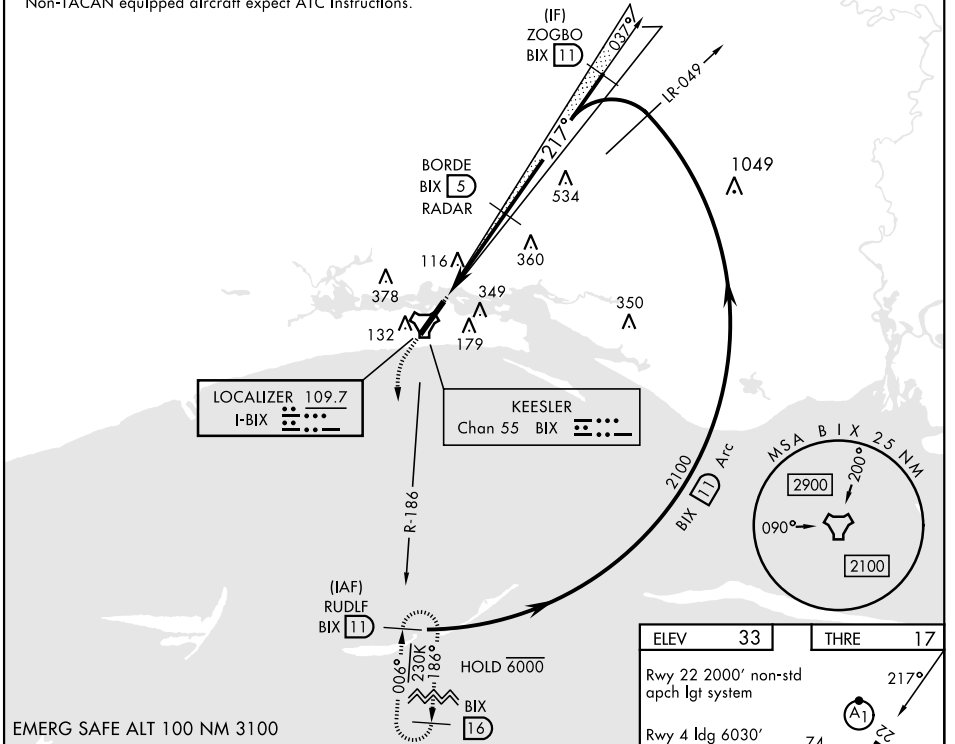 Non-TACAN equipped aircraft expect ATC instructions.
(IF)
ZOGBO
BIX 11
037°
LR-049
217°
BORDE
BIX 5
RADAR
534
1049
360
116
378
349
350
132
179
LOCALIZER 109.7
I-BIX
KEESLER
Chan 55 BIX
MSA BIX 25 NM
2900
200°
090°
2100
2100
BIX 11 Arc
R-186
(IAF)
RUDLF
BIX 11
006°
230K
186°
HOLD 6000
BIX
16
EMERG SAFE ALT 100 NM 3100
ELEV 33
THRE 17
Rwy 22 2000' non-std
apch lgt system
217°
A1
22
Rwy 4 ldg 6030'
74